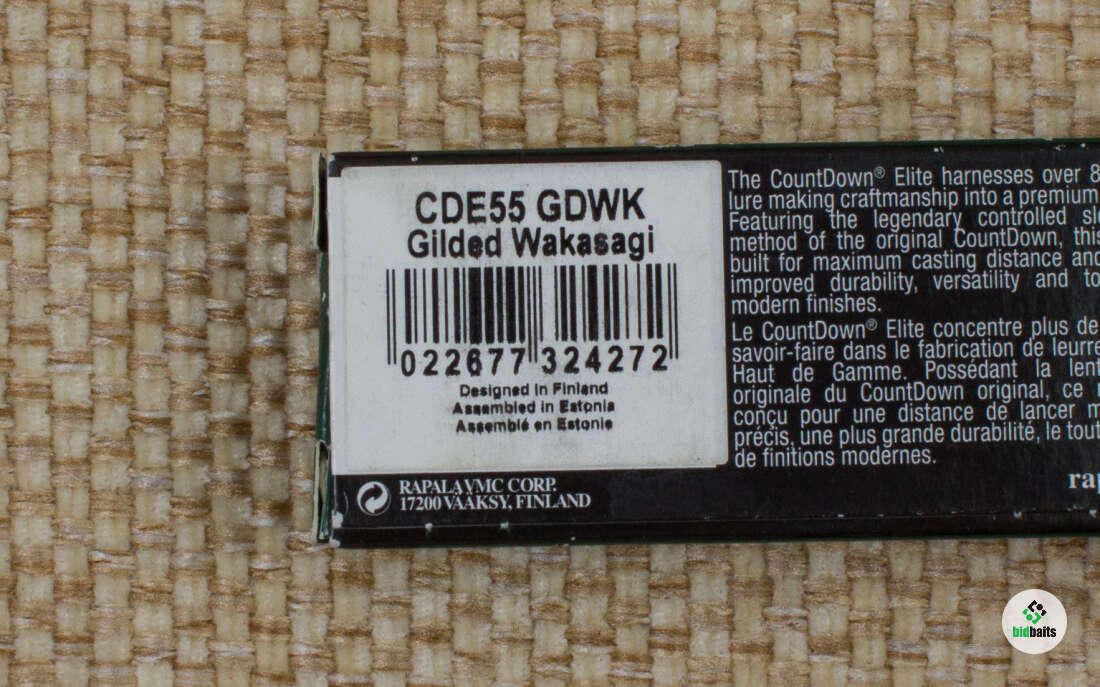 CDE55 GDWK
Gilded Wakasagi
022677 324272
Designed in Finland
Assembled in Estonia
Assemblé en Estonie
RAPALA VMC CORP.
17200 VÄÄKSY, FINLAND
The CountDown® Elite harnesses over 8
lure making craftmanship into a premium
Featuring the legendary controlled
method of the original CountDown, this
built for maximum casting distance and
improved durability, versatility and to
modern finishes.
Le CountDown® Elite concentre plus de
savoir-faire dans le fabrication de leurre
Haut de Gamme. Possédant la lent
originale du CountDown original, ce
conçu pour une distance de lancer
précis, une plus grande durabilité, le tout
de finitions modernes.
rap
bidbaits